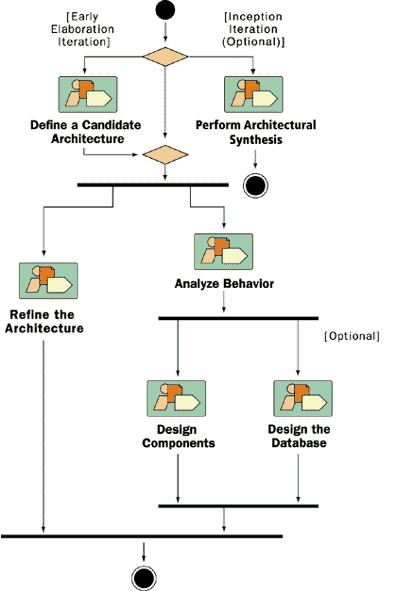 [Early
Elaboration
Iteration]
[Inception
Iteration
(Optional)]
Define a Candidate
Architecture
Perform Architectural
Synthesis
Refine the
Architecture
Analyze Behavior
[Optional]
Design
Components
Design the
Database